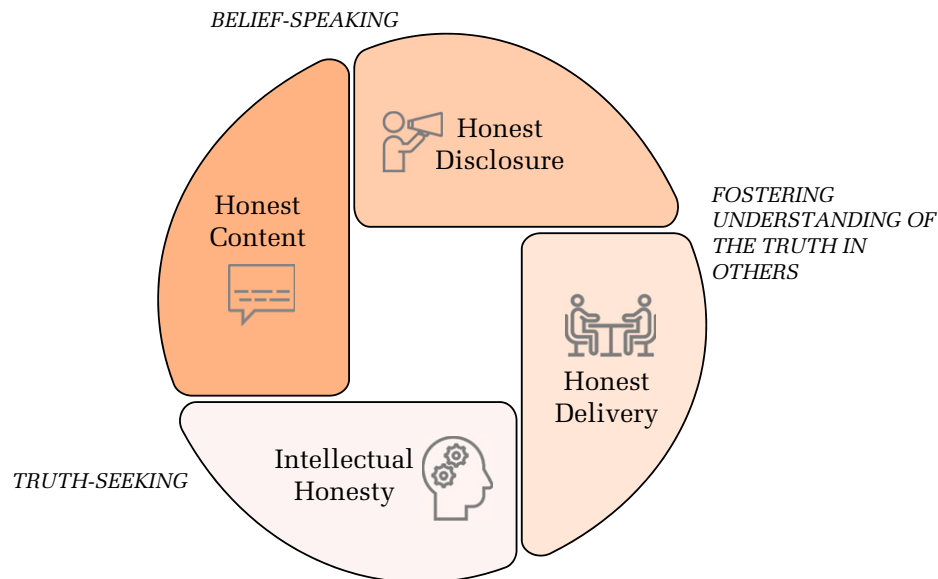 BELIEF-SPEAKING
Honest
Disclosure
FOSTERING
UNDERSTANDING OF
THE TRUTH IN
OTHERS
Honest
Content
Honest
Delivery
Intellectual
Honesty
TRUTH-SEEKING